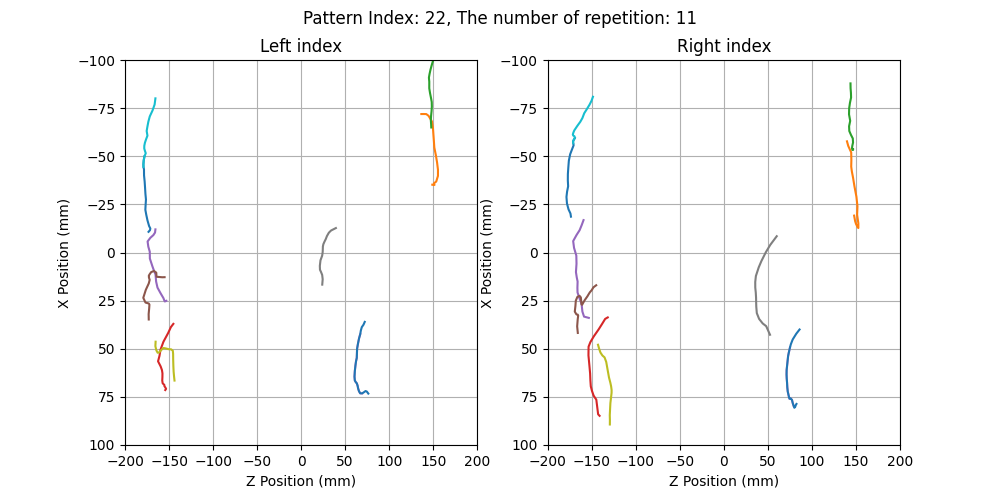 Pattern Index: 22, The number of repetition: 11
Left index
Right index
−100
−75
−50
−25
0
25
50
75
100
X Position (mm)
−200 −150 −100 −50 0 50 100 150 200
Z Position (mm)
−100
−75
−50
−25
0
25
50
75
100
X Position (mm)
−200 −150 −100 −50 0 50 100 150 200
Z Position (mm)